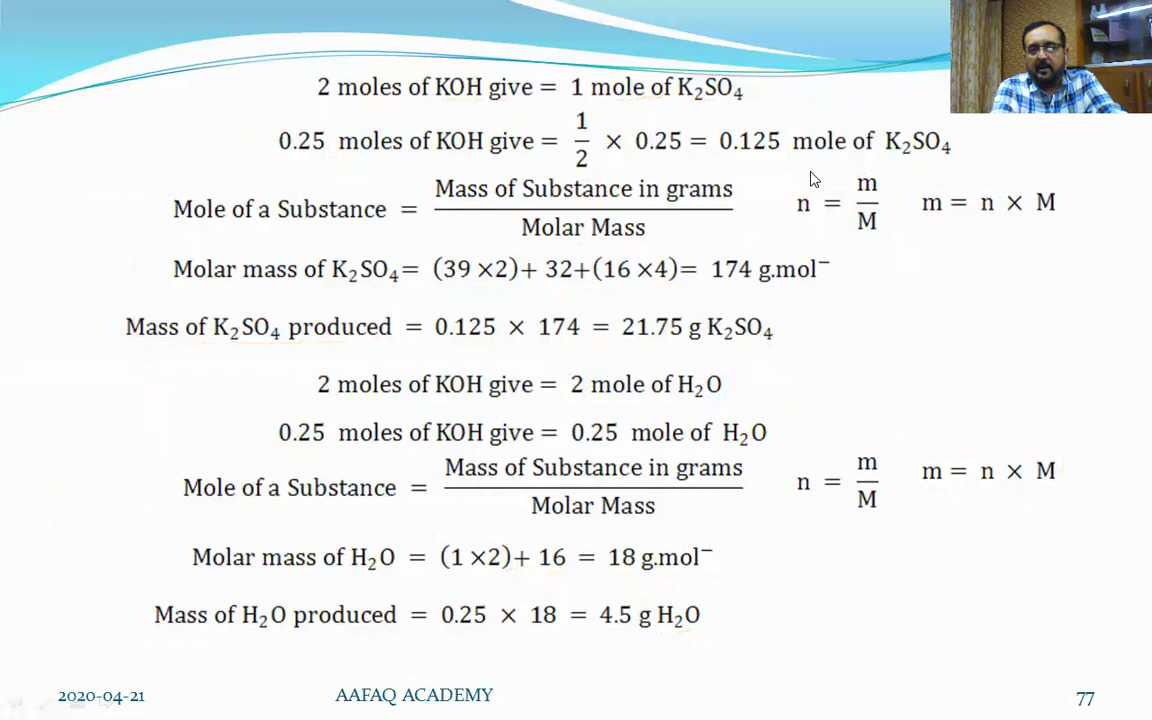 2 moles of KOH give = 1 mole of K₂SO₄
0.25 moles of KOH give = 1/2 × 0.25 = 0.125 mole of K₂SO₄
Mole of a Substance = Mass of Substance in grams / Molar Mass n = m/M m = n × M
Molar mass of K₂SO₄= (39 ×2)+ 32+(16 ×4)= 174 g.mol⁻
Mass of K₂SO₄ produced = 0.125 × 174 = 21.75 g K₂SO₄
2 moles of KOH give = 2 mole of H₂O
0.25 moles of KOH give = 0.25 mole of H₂O
Mole of a Substance = Mass of Substance in grams / Molar Mass n = m/M m = n × M
Molar mass of H₂O = (1 ×2)+ 16 = 18 g.mol⁻
Mass of H₂O produced = 0.25 × 18 = 4.5 g H₂O
2020-04-21 AAFAQ ACADEMY 77